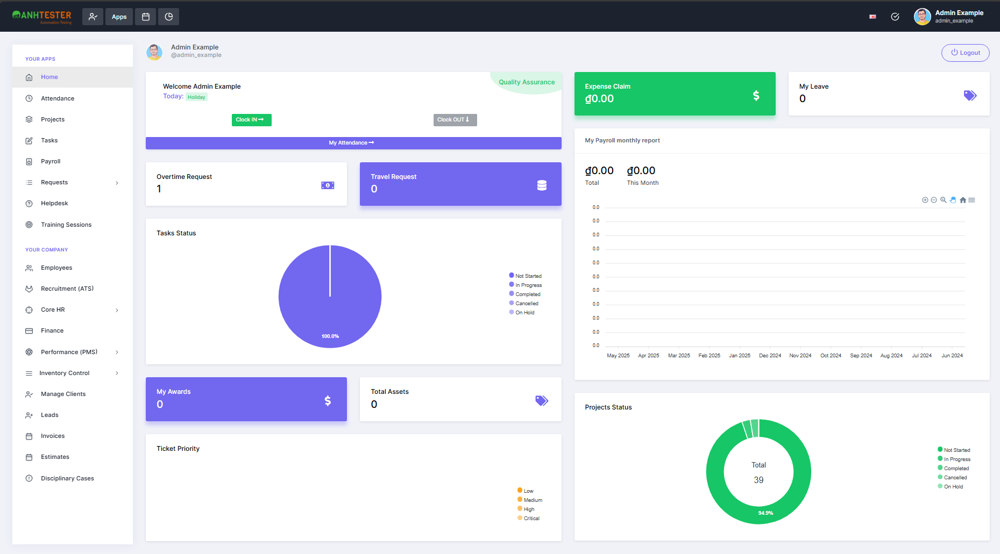 ANHTESTER
Automation Testing
Apps
Admin Example
admin_example
YOUR APPS
Home
Attendance
Projects
Tasks
Payroll
Requests
Helpdesk
Training Sessions
YOUR COMPANY
Employees
Recruitment (ATS)
Core HR
Finance
Performance (PMS)
Inventory Control
Manage Clients
Leads
Invoices
Estimates
Disciplinary Cases
Admin Example
@admin_example
Logout
Welcome Admin Example
Today: Holiday
Quality Assurance
Clock IN
Clock OUT
My Attendance
Overtime Request
1
Travel Request
0
Tasks Status
100.0%
Not Started
In Progress
Completed
Cancelled
On Hold
My Awards
0
Total Assets
0
Ticket Priority
Low
Medium
High
Critical
Expense Claim
₫0.00
My Leave
0
My Payroll monthly report
₫0.00 ₫0.00
Total This Month
0.0
0.0
0.0
0.0
0.0
0.0
0.0
0.0
0.0
0.0
0.0
May 2025 Apr 2025 Mar 2025 Feb 2025 Jan 2025 Dec 2024 Nov 2024 Oct 2024 Sep 2024 Aug 2024 Jul 2024 Jun 2024
Projects Status
Total
39
94.9%
Not Started
In Progress
Completed
Cancelled
On Hold